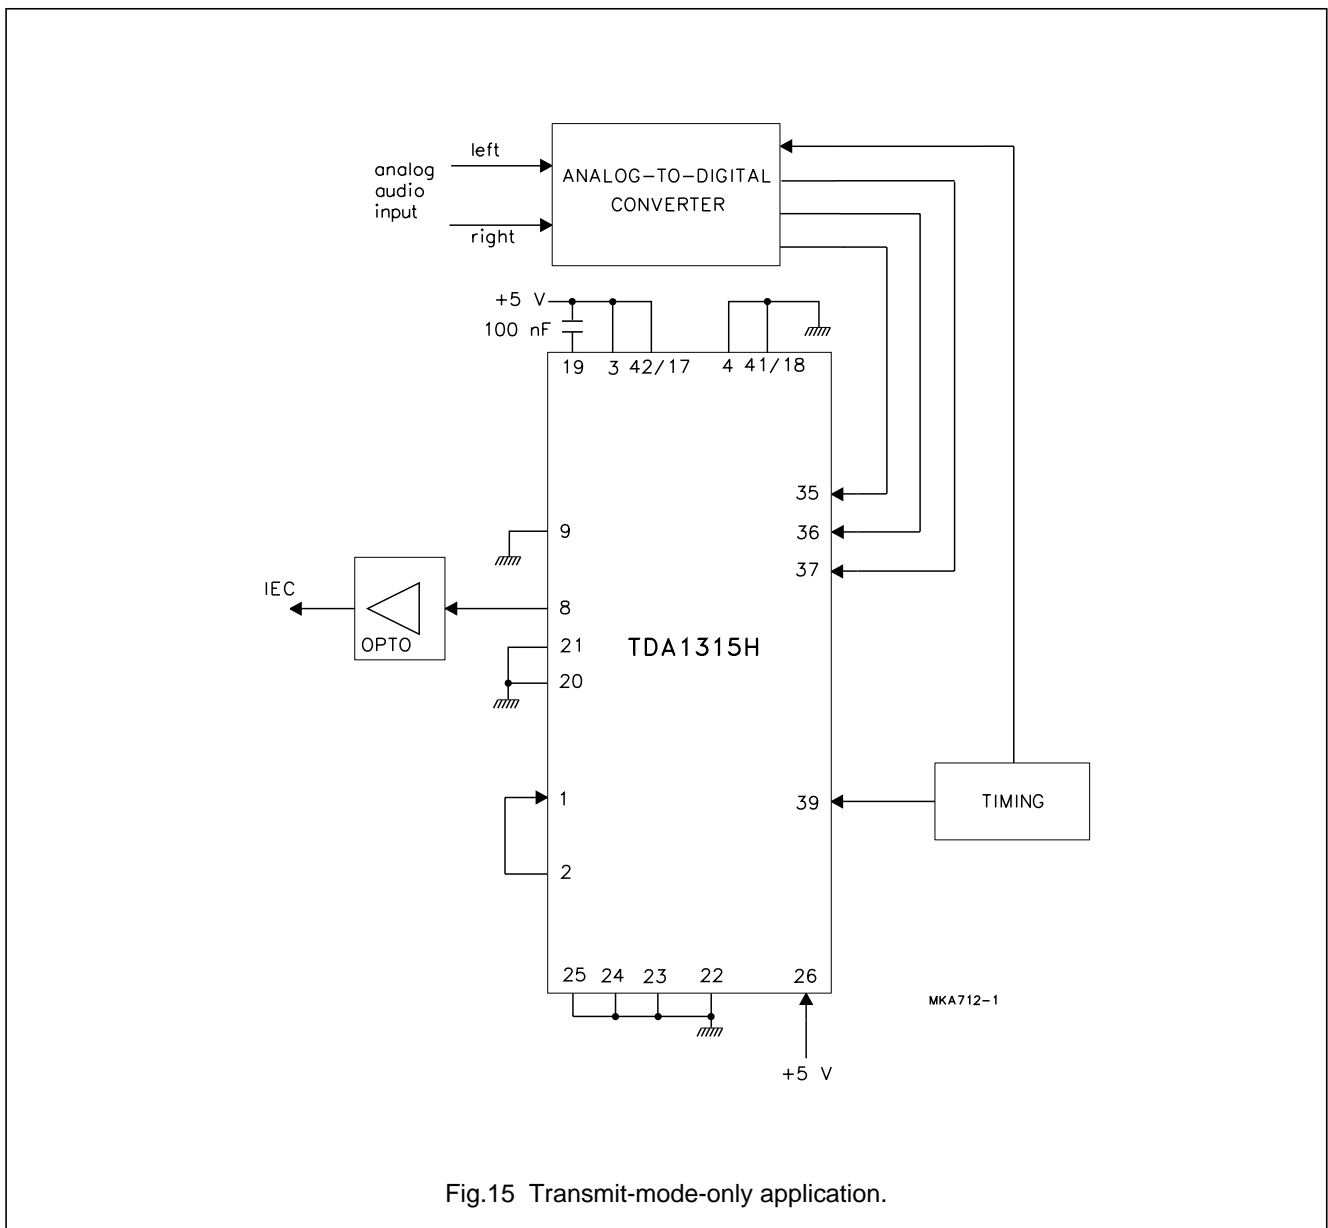 left
analog
audio
input
right
ANALOG-TO-DIGITAL
CONVERTER
+5 V
100 nF
19 3 42/17 4 41/18
35
9
36
37
IEC
8
OPTO
21
TDA1315H
20
1
39
TIMING
2
25 24 23 22 26
MKA712-1
+5 V
Fig.15 Transmit-mode-only application.